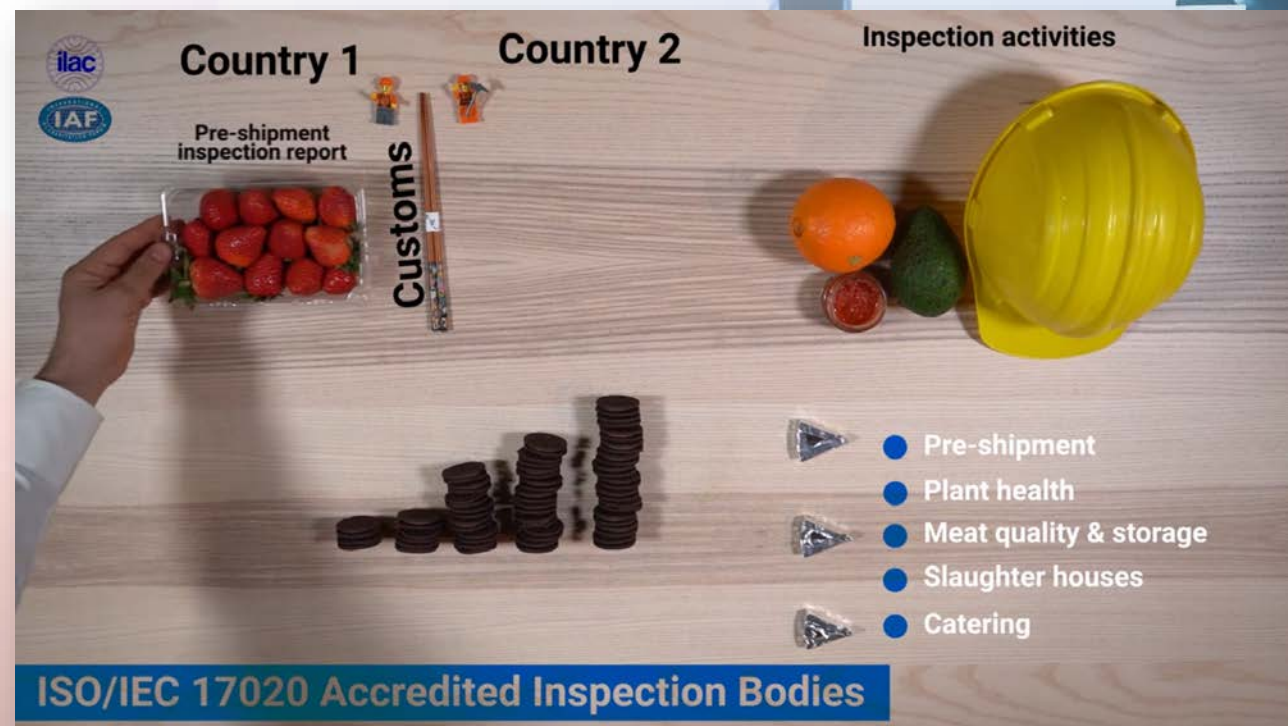 ilac
IAF
Country 1
Country 2
Inspection activities
Pre-shipment
inspection report
Customs
Pre-shipment
Plant health
Meat quality & storage
Slaughter houses
Catering
ISO/IEC 17020 Accredited Inspection Bodies